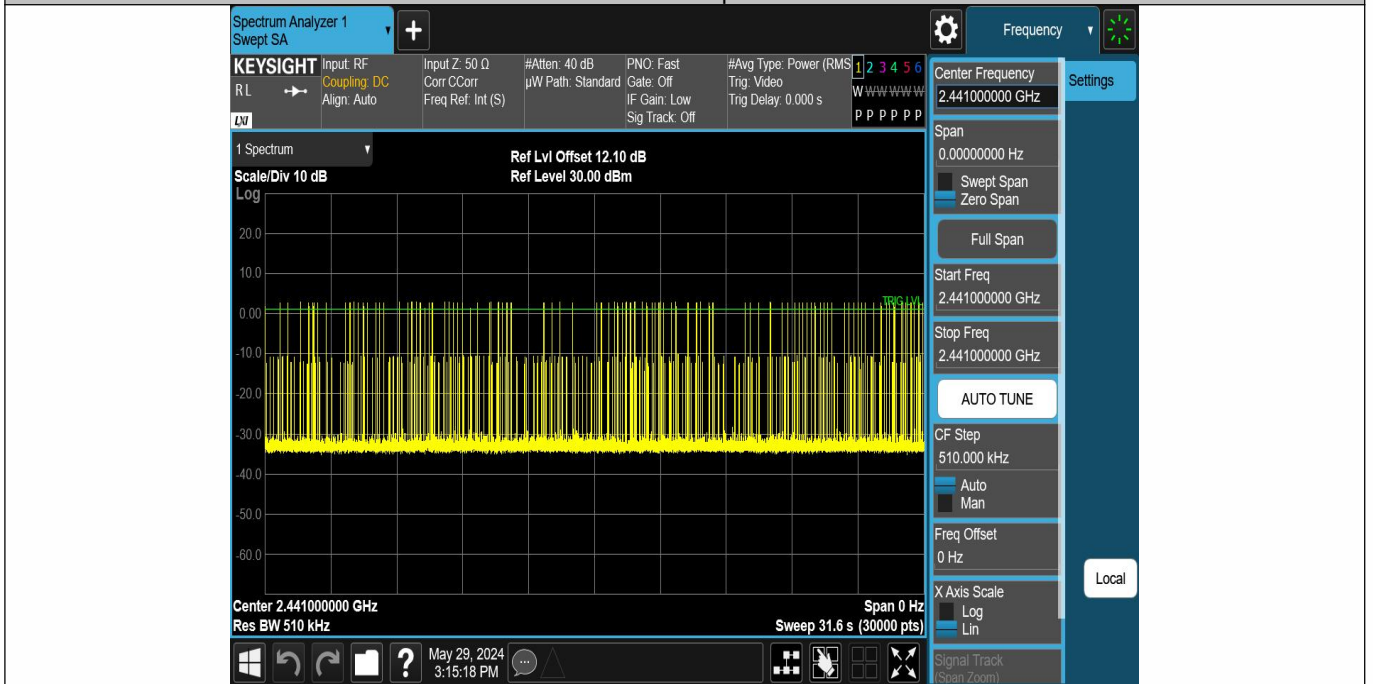 Spectrum Analyzer 1
Swept SA
+
Frequency
KEYSIGHT
RL
LXI
Input: RF
Coupling: DC
Align: Auto
Input Z: 50 Ω
Corr CCorr
Freq Ref: Int (S)
#Atten: 40 dB
µW Path: Standard
PNO: Fast
Gate: Off
IF Gain: Low
Sig Track: Off
#Avg Type: Power (RMS
Trig: Video
Trig Delay: 0.000 s
1 2 3 4 5 6
W W W W W W
P P P P P P
Center Frequency
2.441000000 GHz
Settings
Span
0.00000000 Hz
Swept Span
Zero Span
Full Span
Start Freq
2.441000000 GHz
Stop Freq
2.441000000 GHz
AUTO TUNE
CF Step
510.000 kHz
Auto
Man
Freq Offset
0 Hz
X Axis Scale
Log
Lin
Signal Track
(Span Zoom)
Local
1 Spectrum
Scale/Div 10 dB
Ref Lvl Offset 12.10 dB
Ref Level 30.00 dBm
Log
20.0
10.0
0.00
-10.0
-20.0
-30.0
-40.0
-50.0
-60.0
TRIG LVL
Center 2.441000000 GHz
Span 0 Hz
Res BW 510 kHz
Sweep 31.6 s (30000 pts)
?
May 29, 2024
3:15:18 PM